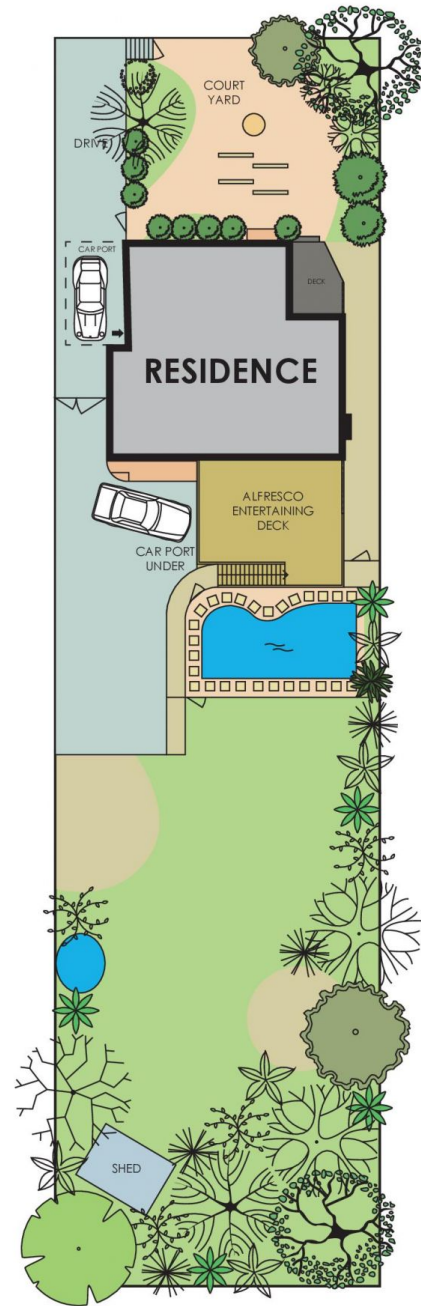 COURT
YARD
DRIVE
CAR PORT
DECK
RESIDENCE
ALFRESCO
ENTERTAINING
DECK
CAR PORT
UNDER
SHED